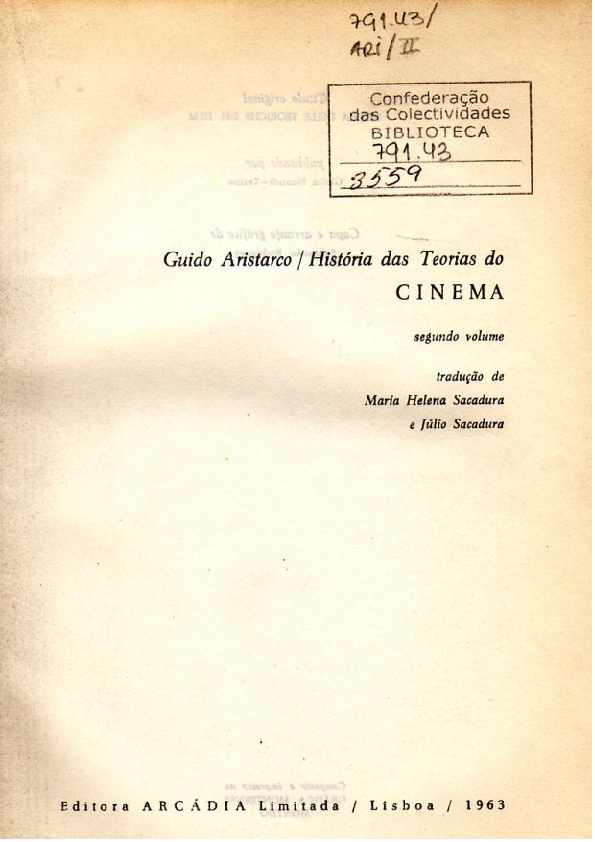 791.43/
ARI/II
Confederação
das Colectividades
BIBLIOTECA
791.43
3559
Guido Aristarco / História das Teorias do
CINEMA
segundo volume
tradução de
Maria Helena Sacadura
e Júlio Sacadura
Editora ARCÁDIA Limitada / Lisboa / 1963